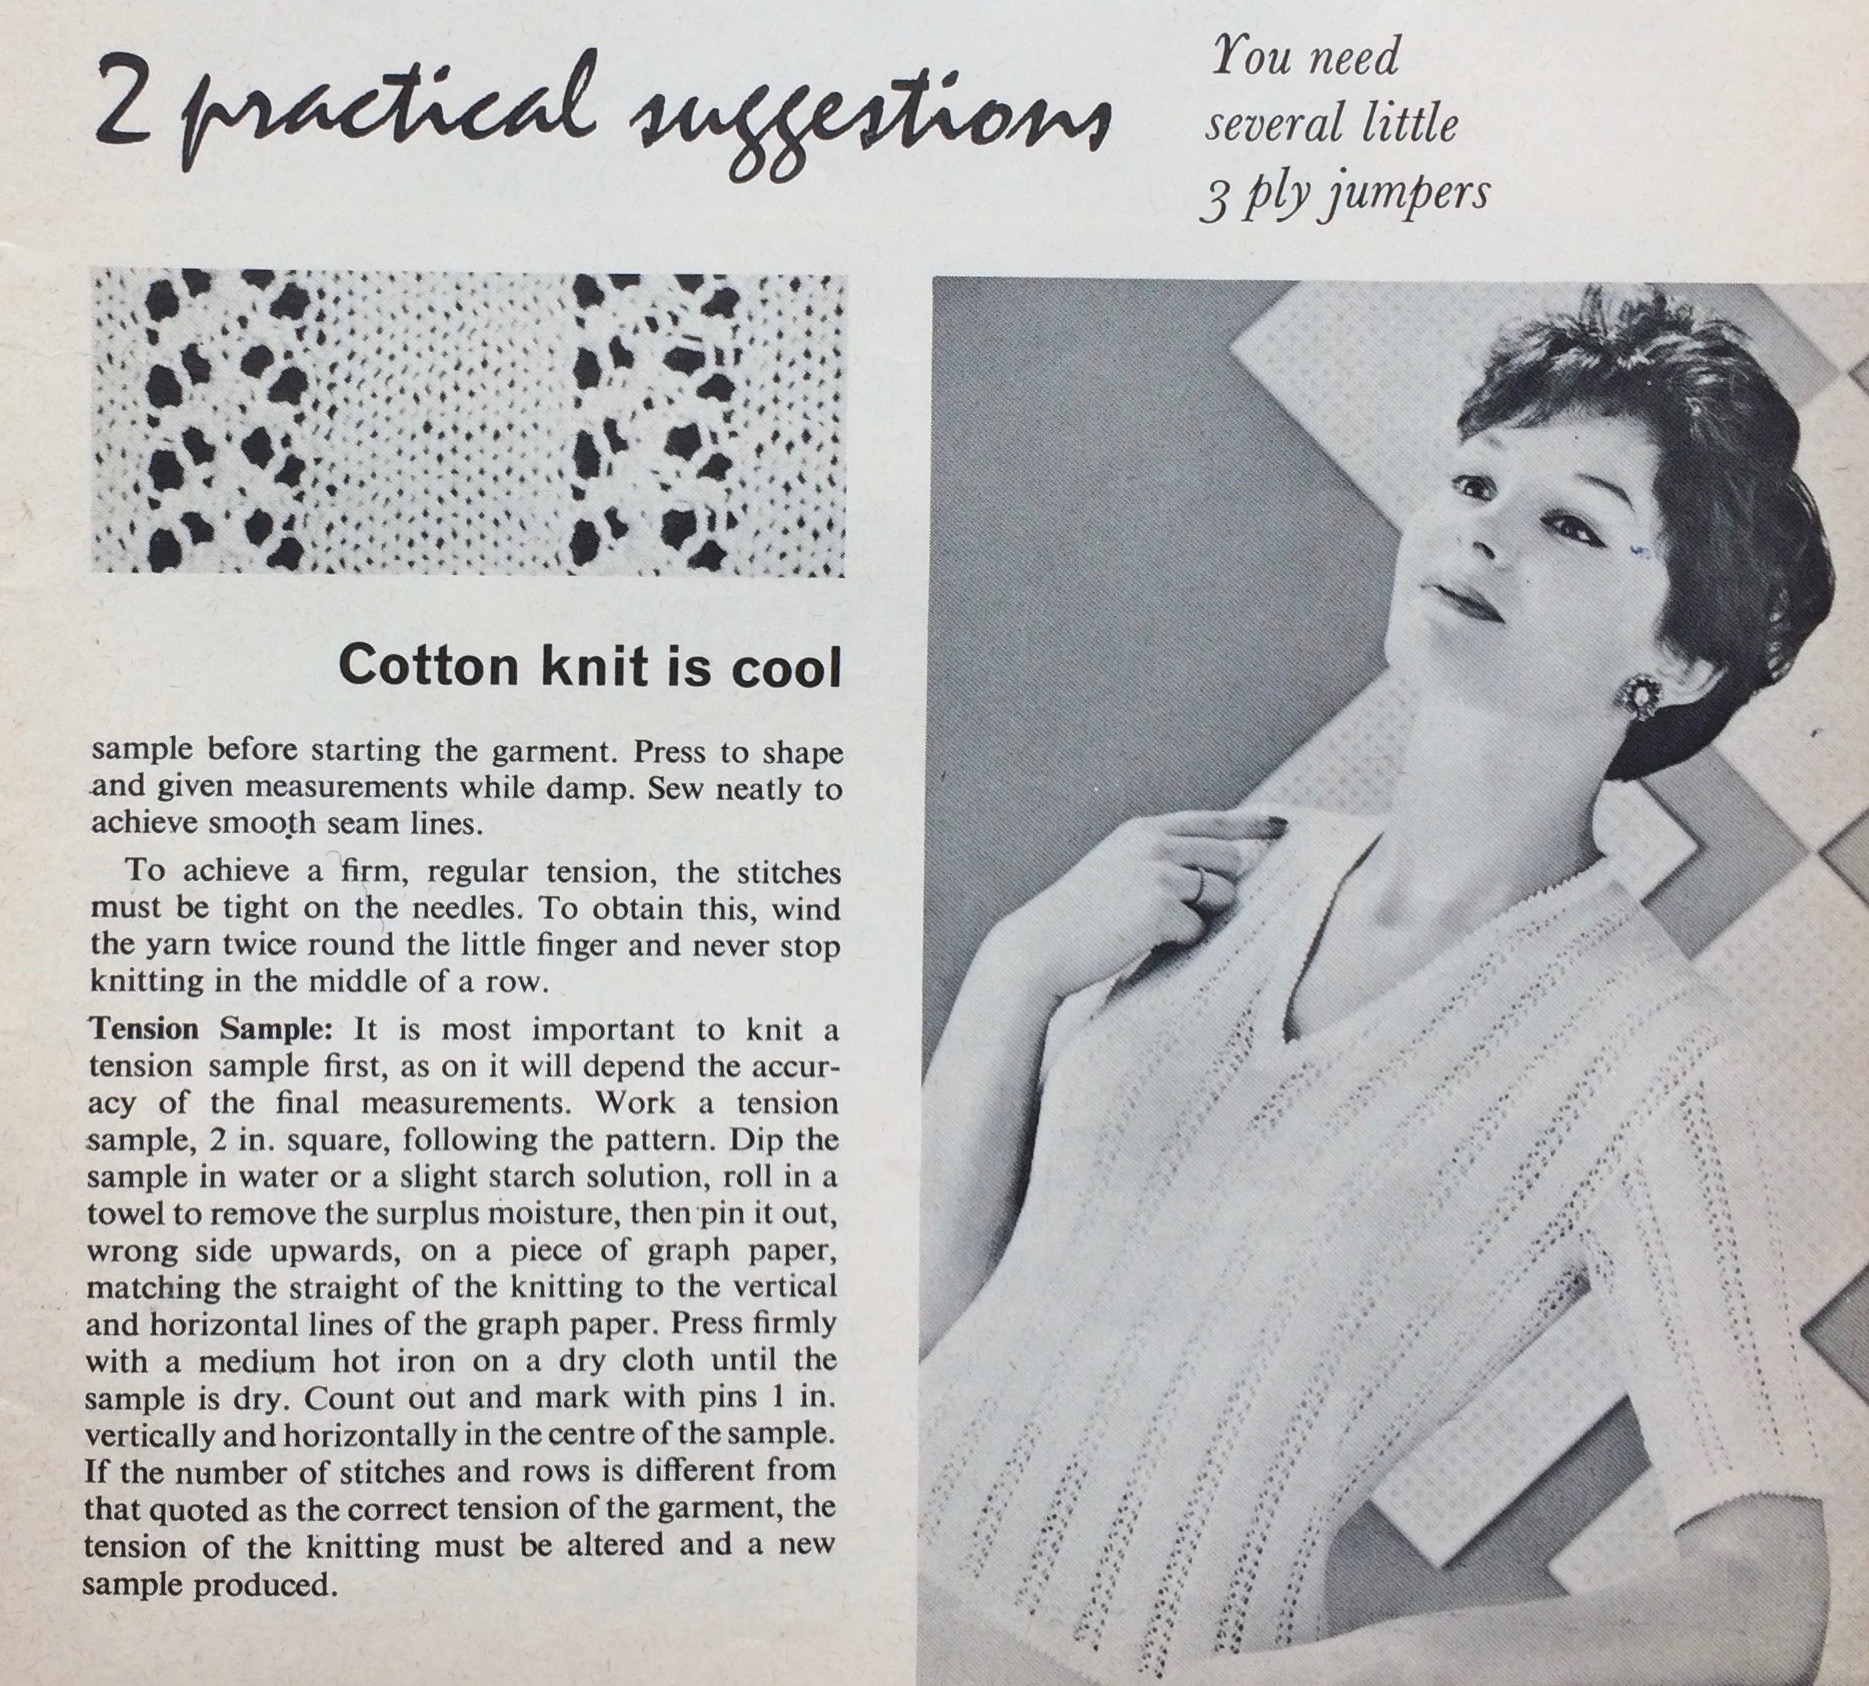 2 practical suggestions
You need
several little
3 ply jumpers
Cotton knit is cool
sample before starting the garment. Press to shape
and given measurements while damp. Sew neatly to
achieve smooth seam lines.
To achieve a firm, regular tension, the stitches
must be tight on the needles. To obtain this, wind
the yarn twice round the little finger and never stop
knitting in the middle of a row.
Tension Sample: It is most important to knit a
tension sample first, as on it will depend the accur-
acy of the final measurements. Work a tension
sample, 2 in. square, following the pattern. Dip the
sample in water or a slight starch solution, roll in a
towel to remove the surplus moisture, then pin it out,
wrong side upwards, on a piece of graph paper,
matching the straight of the knitting to the vertical
and horizontal lines of the graph paper. Press firmly
with a medium hot iron on a dry cloth until the
sample is dry. Count out and mark with pins 1 in.
vertically and horizontally in the centre of the sample.
If the number of stitches and rows is different from
that quoted as the correct tension of the garment, the
tension of the knitting must be altered and a new
sample produced.